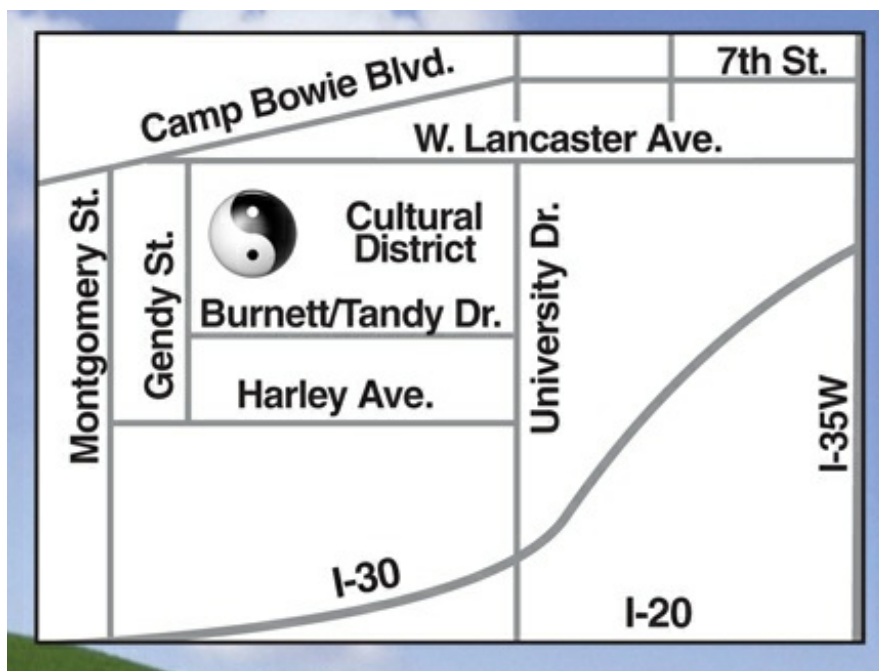 7th St.
Camp Bowie Blvd.
W. Lancaster Ave.
Montgomery St.
Gendy St.
Cultural
District
University Dr.
Burnett/Tandy Dr.
Harley Ave.
I-35W
I-30
I-20